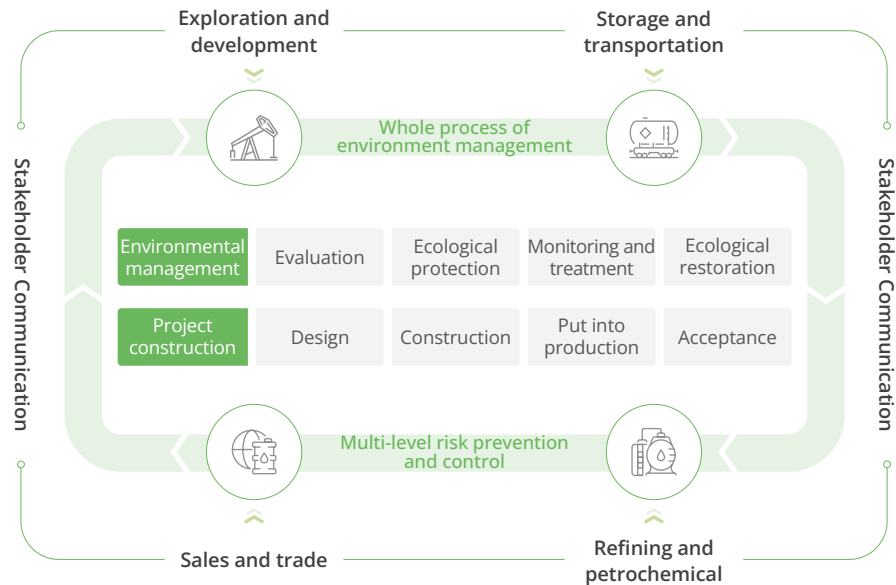 Exploration and
development
Storage and
transportation
Whole process of
environment management
Stakeholder Communication
Stakeholder Communication
Environmental
management
Evaluation
Ecological
protection
Monitoring and
treatment
Ecological
restoration
Project
construction
Design
Construction
Put into
production
Acceptance
Multi-level risk prevention
and control
Sales and trade
Refining and
petrochemical